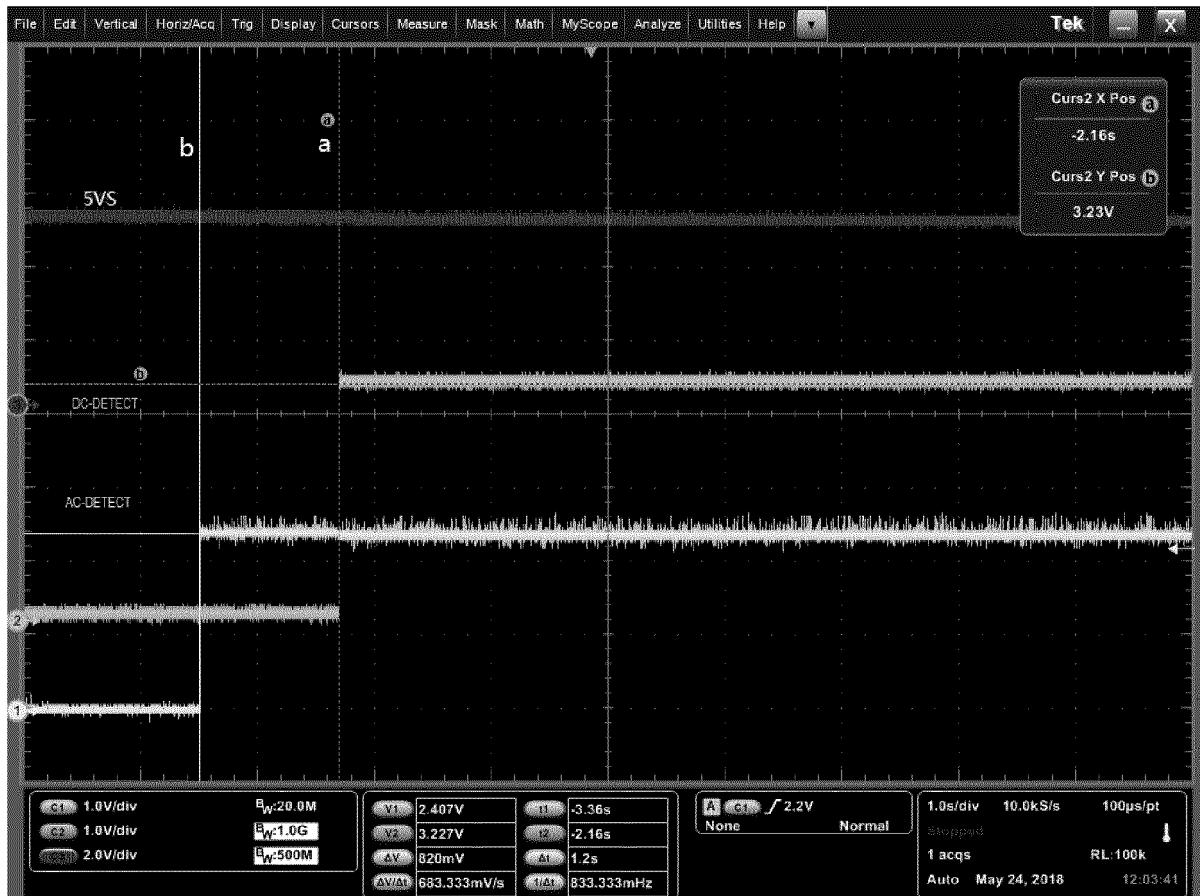 File Edit Vertical Horiz/Acq Trig Display Cursors Measure Mask Math MyScope Analyze Utilities Help Tek X
Curs2 X Pos a
-2.16s
Curs2 Y Pos b
3.23V
a
b a
5VS
b
DC-DETECT
AC-DETECT
2
1
C1 1.0V/div BW:20.0M
C2 1.0V/div BW:1.0G
2.0V/div BW:500M
V1 2.407V t1 -3.36s
V2 3.227V t2 -2.16s
ΔV 820mV Δt 1.2s
ΔV/Δt 683.333mV/s 1/Δt 833.333mHz
A C1 2.2V
None Normal
1.0s/div 10.0kS/s 100µs/pt
Stopped
1 acqs RL:100k
Auto May 24, 2018 12:03:41